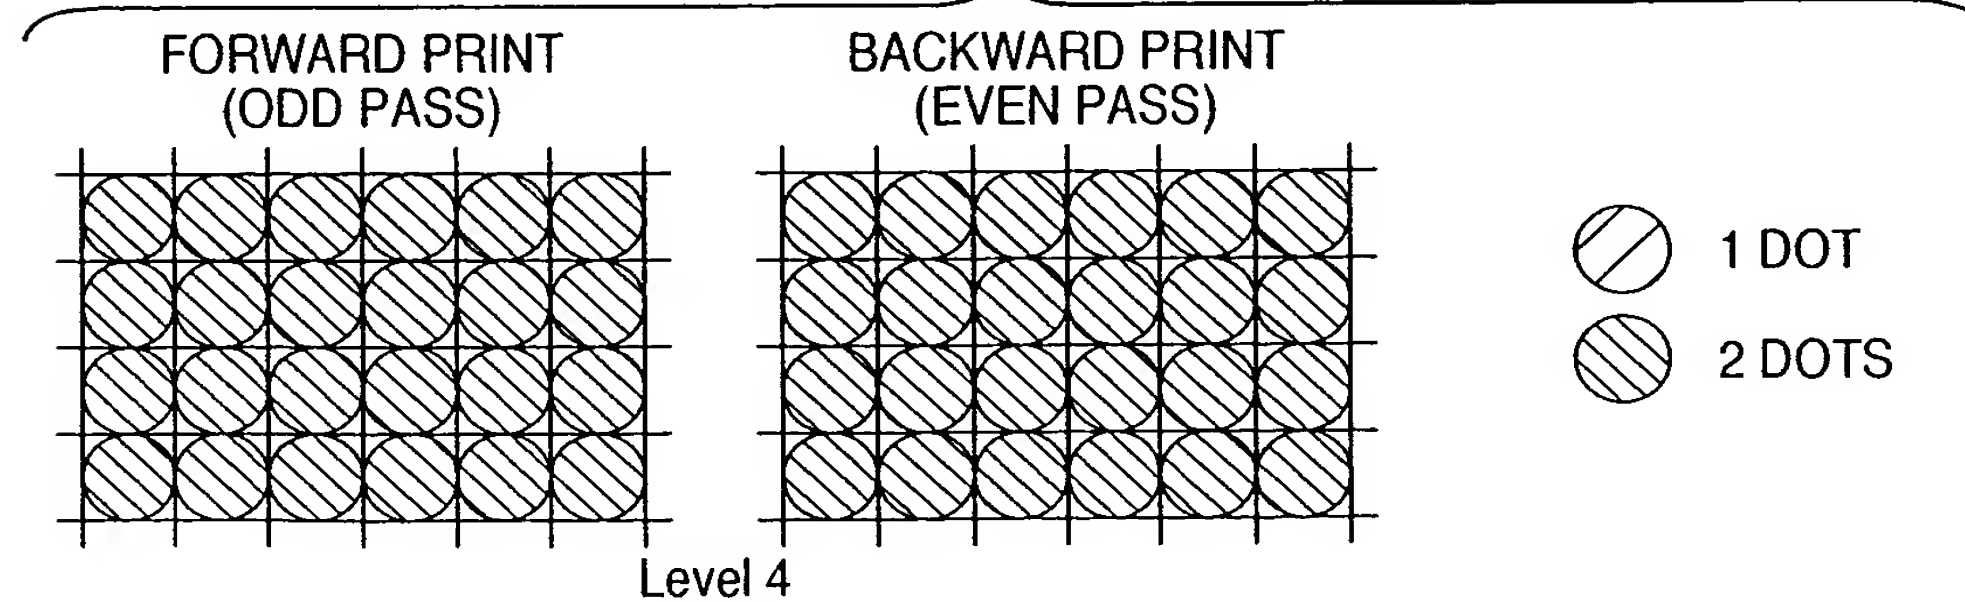 FORWARD PRINT
(ODD PASS)
BACKWARD PRINT
(EVEN PASS)
1 DOT
2 DOTS
Level 4